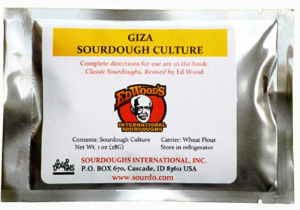 GIZA
SOURDOUGH CULTURE
Complete directions for use are in the book:
Classic Sourdoughs, Revised by Ed Wood
ED WOOD'S
INTERNATIONAL
SOURDOUGHS
Contents: Sourdough Culture Carrier: Wheat Flour
Net Wt. 1 oz (28G) Store in refrigerator
SOURDOUGHS INTERNATIONAL, INC.
P.O. BOX 670, Cascade, ID 83611 USA
www.sourdo.com